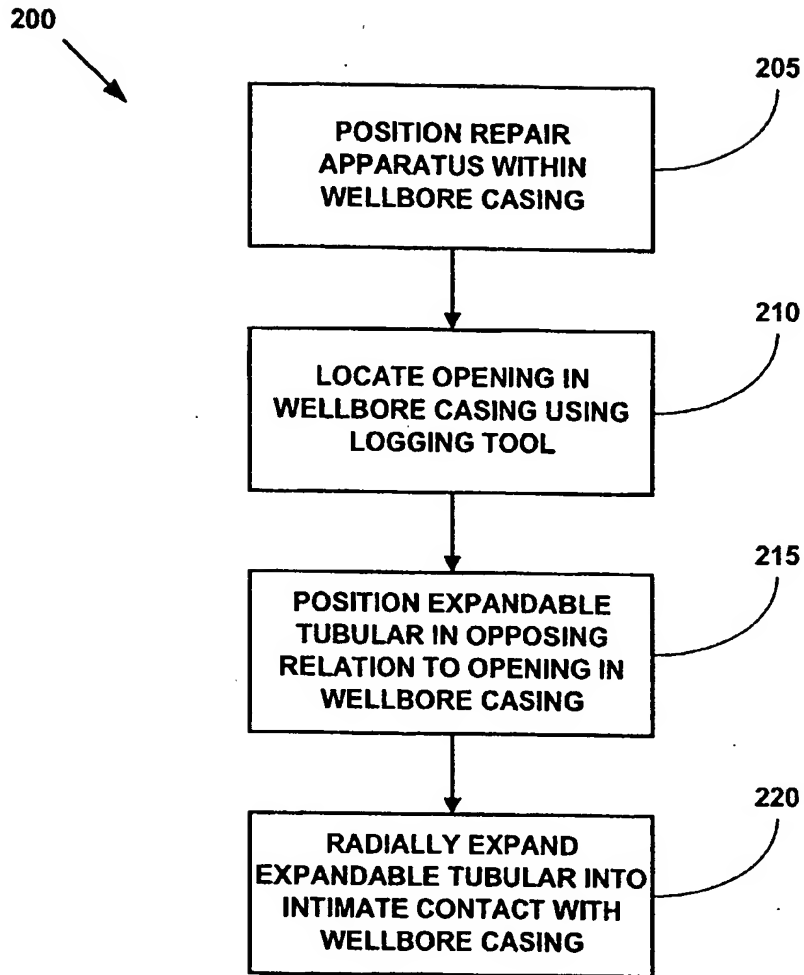 200
205
POSITION REPAIR
APPARATUS WITHIN
WELLBORE CASING
210
LOCATE OPENING IN
WELLBORE CASING USING
LOGGING TOOL
215
POSITION EXPANDABLE
TUBULAR IN OPPOSING
RELATION TO OPENING IN
WELLBORE CASING
220
RADIALLY EXPAND
EXPANDABLE TUBULAR INTO
INTIMATE CONTACT WITH
WELLBORE CASING